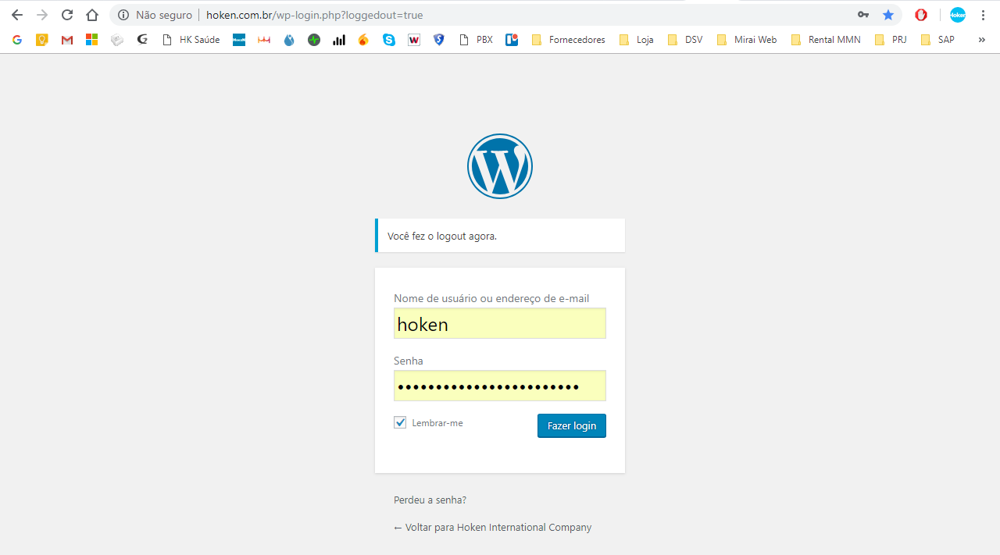 Não seguro | hoken.com.br/wp-login.php?loggedout=true
HK Saúde PBX Fornecedores Loja DSV Mirai Web Rental MMN PRJ SAP »
Você fez o logout agora.
Nome de usuário ou endereço de e-mail
hoken
Senha
••••••••••••••••••••••••
Lembrar-me Fazer login
Perdeu a senha?
← Voltar para Hoken International Company